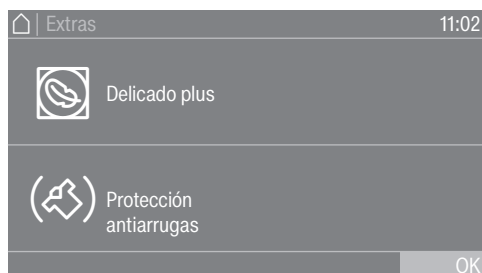 Extras 11:02
Delicado plus
Protección
antiarrugas
OK